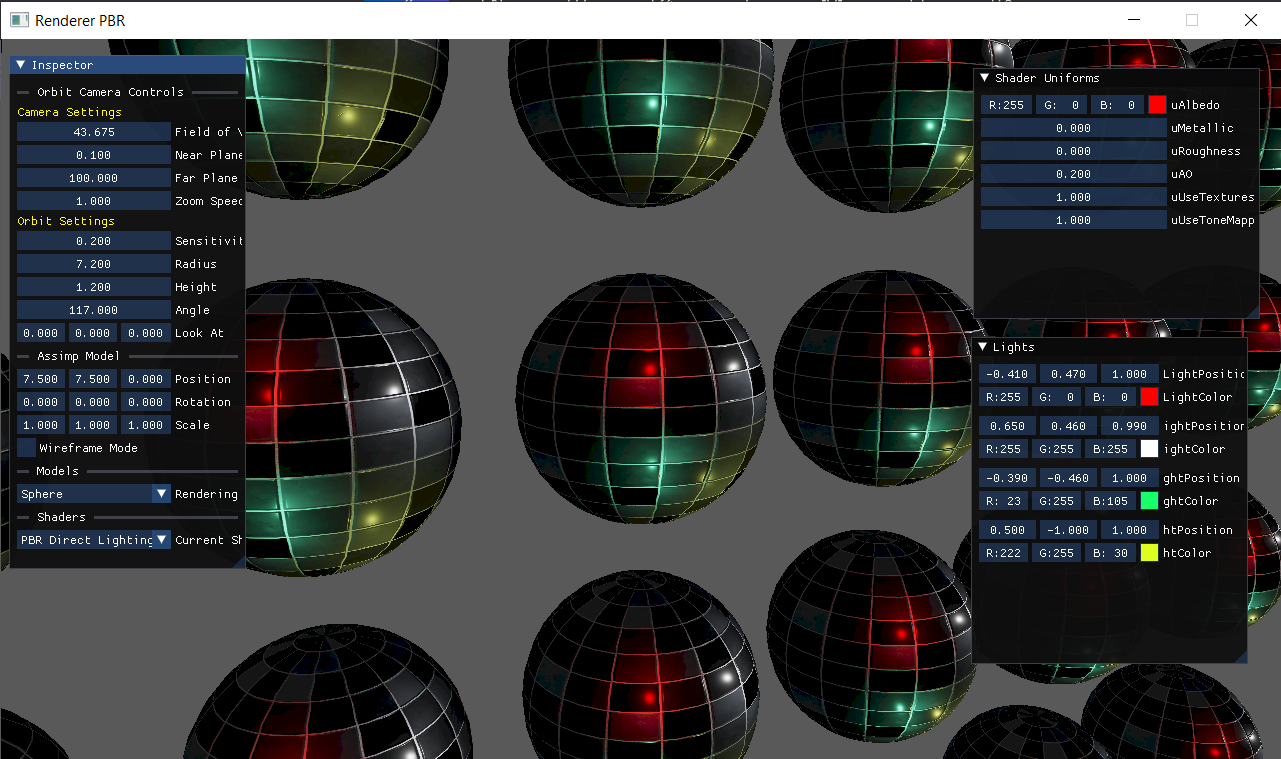 Renderer PBR
Inspector
Orbit Camera Controls
Camera Settings
43.675 Field of
0.100 Near Plane
100.000 Far Plane
1.000 Zoom Speed
Orbit Settings
0.200 Sensitivit
7.200 Radius
1.200 Height
117.000 Angle
0.000 0.000 0.000 Look At
Assimp Model
7.500 7.500 0.000 Position
0.000 0.000 0.000 Rotation
1.000 1.000 1.000 Scale
Wireframe Mode
Models
Sphere Rendering
Shaders
PBR Direct Lighting Current Sh
Shader Uniforms
R:255 G: 0 B: 0 uAlbedo
0.000 uMetallic
0.000 uRoughness
0.200 uAO
1.000 uUseTextures
1.000 uUseToneMapp
Lights
-0.410 0.470 1.000 LightPositio
R:255 G: 0 B: 0 LightColor
0.650 0.460 0.990 ightPosition
R:255 G:255 B:255 ightColor
-0.390 -0.460 1.000 ghtPosition
R: 23 G:255 B:105 ghtColor
0.500 -1.000 1.000 htPosition
R:222 G:255 B: 30 htColor